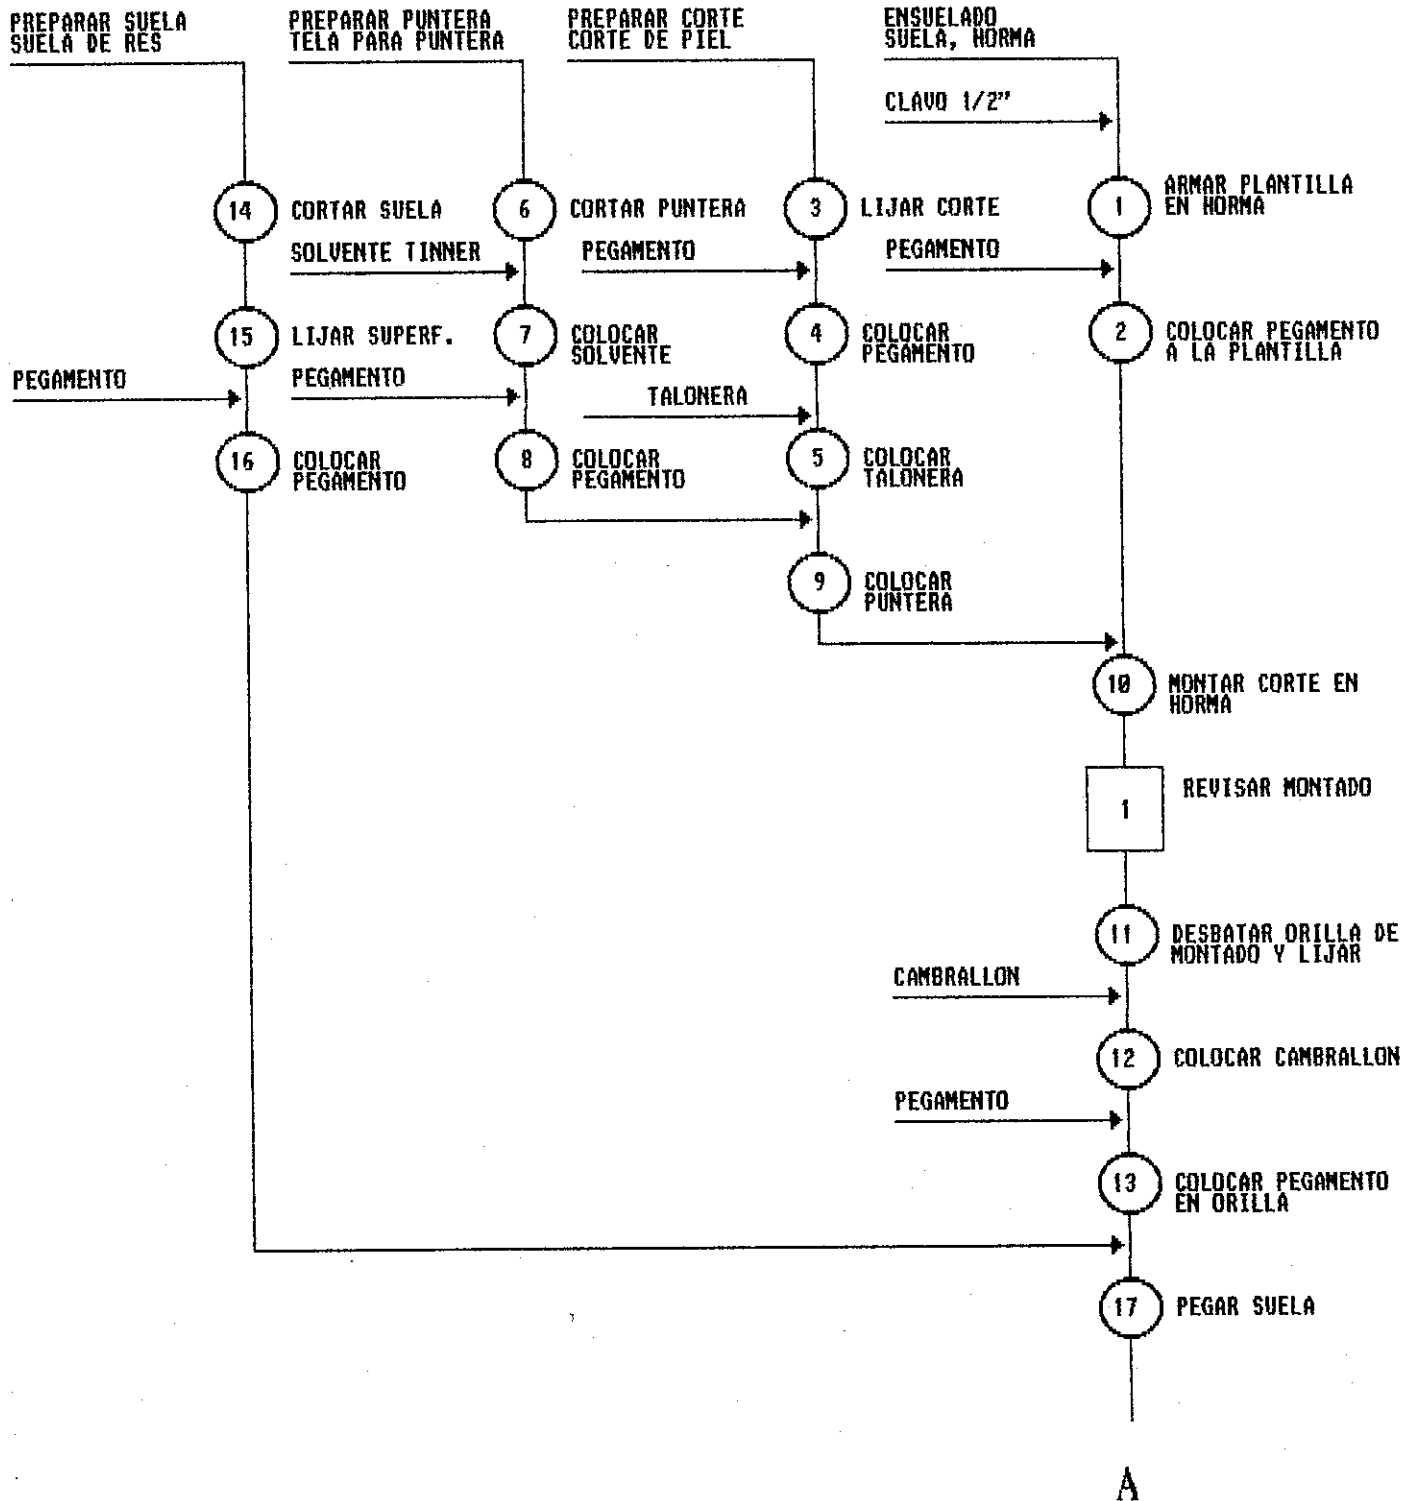 PREPARAR SUELA
SUELA DE RES
PREPARAR PUNTERA
TELA PARA PUNTERA
PREPARAR CORTE
CORTE DE PIEL
ENSUELADO
SUELA, HORMA
CLAVO 1/2"
14
CORTAR SUELA
6
CORTAR PUNTERA
3
LIJAR CORTE
1
ARMAR PLANTILLA
EN HORMA
SOLVENTE TINNER
PEGAMENTO
PEGAMENTO
15
LIJAR SUPERF.
7
COLOCAR
SOLVENTE
4
COLOCAR
PEGAMENTO
2
COLOCAR PEGAMENTO
A LA PLANTILLA
PEGAMENTO
PEGAMENTO
TALONERA
16
COLOCAR
PEGAMENTO
8
COLOCAR
PEGAMENTO
5
COLOCAR
TALONERA
9
COLOCAR
PUNTERA
10
MONTAR CORTE EN
HORMA
1
REVISAR MONTADO
11
DESBATAR ORILLA DE
MONTADO Y LIJAR
CAMBRALLON
12
COLOCAR CAMBRALLON
PEGAMENTO
13
COLOCAR PEGAMENTO
EN ORILLA
17
PEGAR SUELA
A